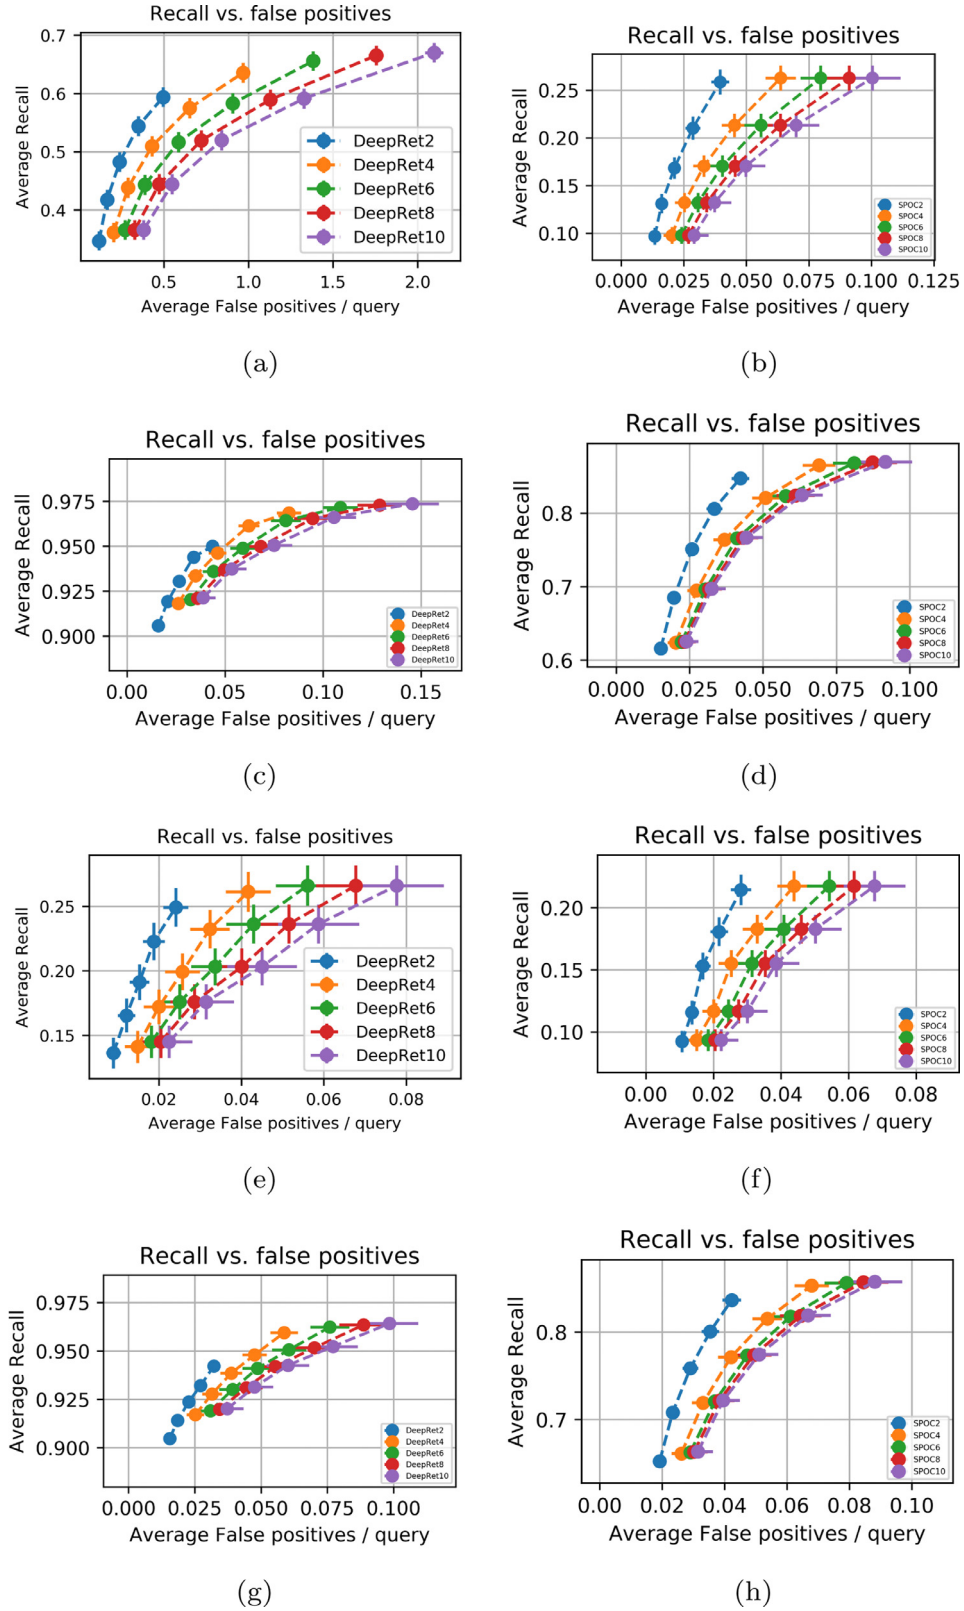 Recall vs. false positives
Average Recall
0.7
0.6
0.5
0.4
DeepRet2
DeepRet4
DeepRet6
DeepRet8
DeepRet10
0.5 1.0 1.5 2.0
Average False positives / query
(a)
Recall vs. false positives
Average Recall
0.25
0.20
0.15
0.10
SPOC2
SPOC4
SPOC6
SPOC8
SPOC10
0.000 0.025 0.050 0.075 0.100 0.125
Average False positives / query
(b)
Recall vs. false positives
Average Recall
0.975
0.950
0.925
0.900
DeepRet2
DeepRet4
DeepRet6
DeepRet8
DeepRet10
0.00 0.05 0.10 0.15
Average False positives / query
(c)
Recall vs. false positives
Average Recall
0.8
0.7
0.6
SPOC2
SPOC4
SPOC6
SPOC8
SPOC10
0.000 0.025 0.050 0.075 0.100
Average False positives / query
(d)
Recall vs. false positives
Average Recall
0.25
0.20
0.15
DeepRet2
DeepRet4
DeepRet6
DeepRet8
DeepRet10
0.02 0.04 0.06 0.08
Average False positives / query
(e)
Recall vs. false positives
Average Recall
0.20
0.15
0.10
SPOC2
SPOC4
SPOC6
SPOC8
SPOC10
0.00 0.02 0.04 0.06 0.08
Average False positives / query
(f)
Recall vs. false positives
Average Recall
0.975
0.950
0.925
0.900
DeepRet2
DeepRet4
DeepRet6
DeepRet8
DeepRet10
0.000 0.025 0.050 0.075 0.100
Average False positives / query
(g)
Recall vs. false positives
Average Recall
0.8
0.7
SPOC2
SPOC4
SPOC6
SPOC8
SPOC10
0.00 0.02 0.04 0.06 0.08 0.10
Average False positives / query
(h)